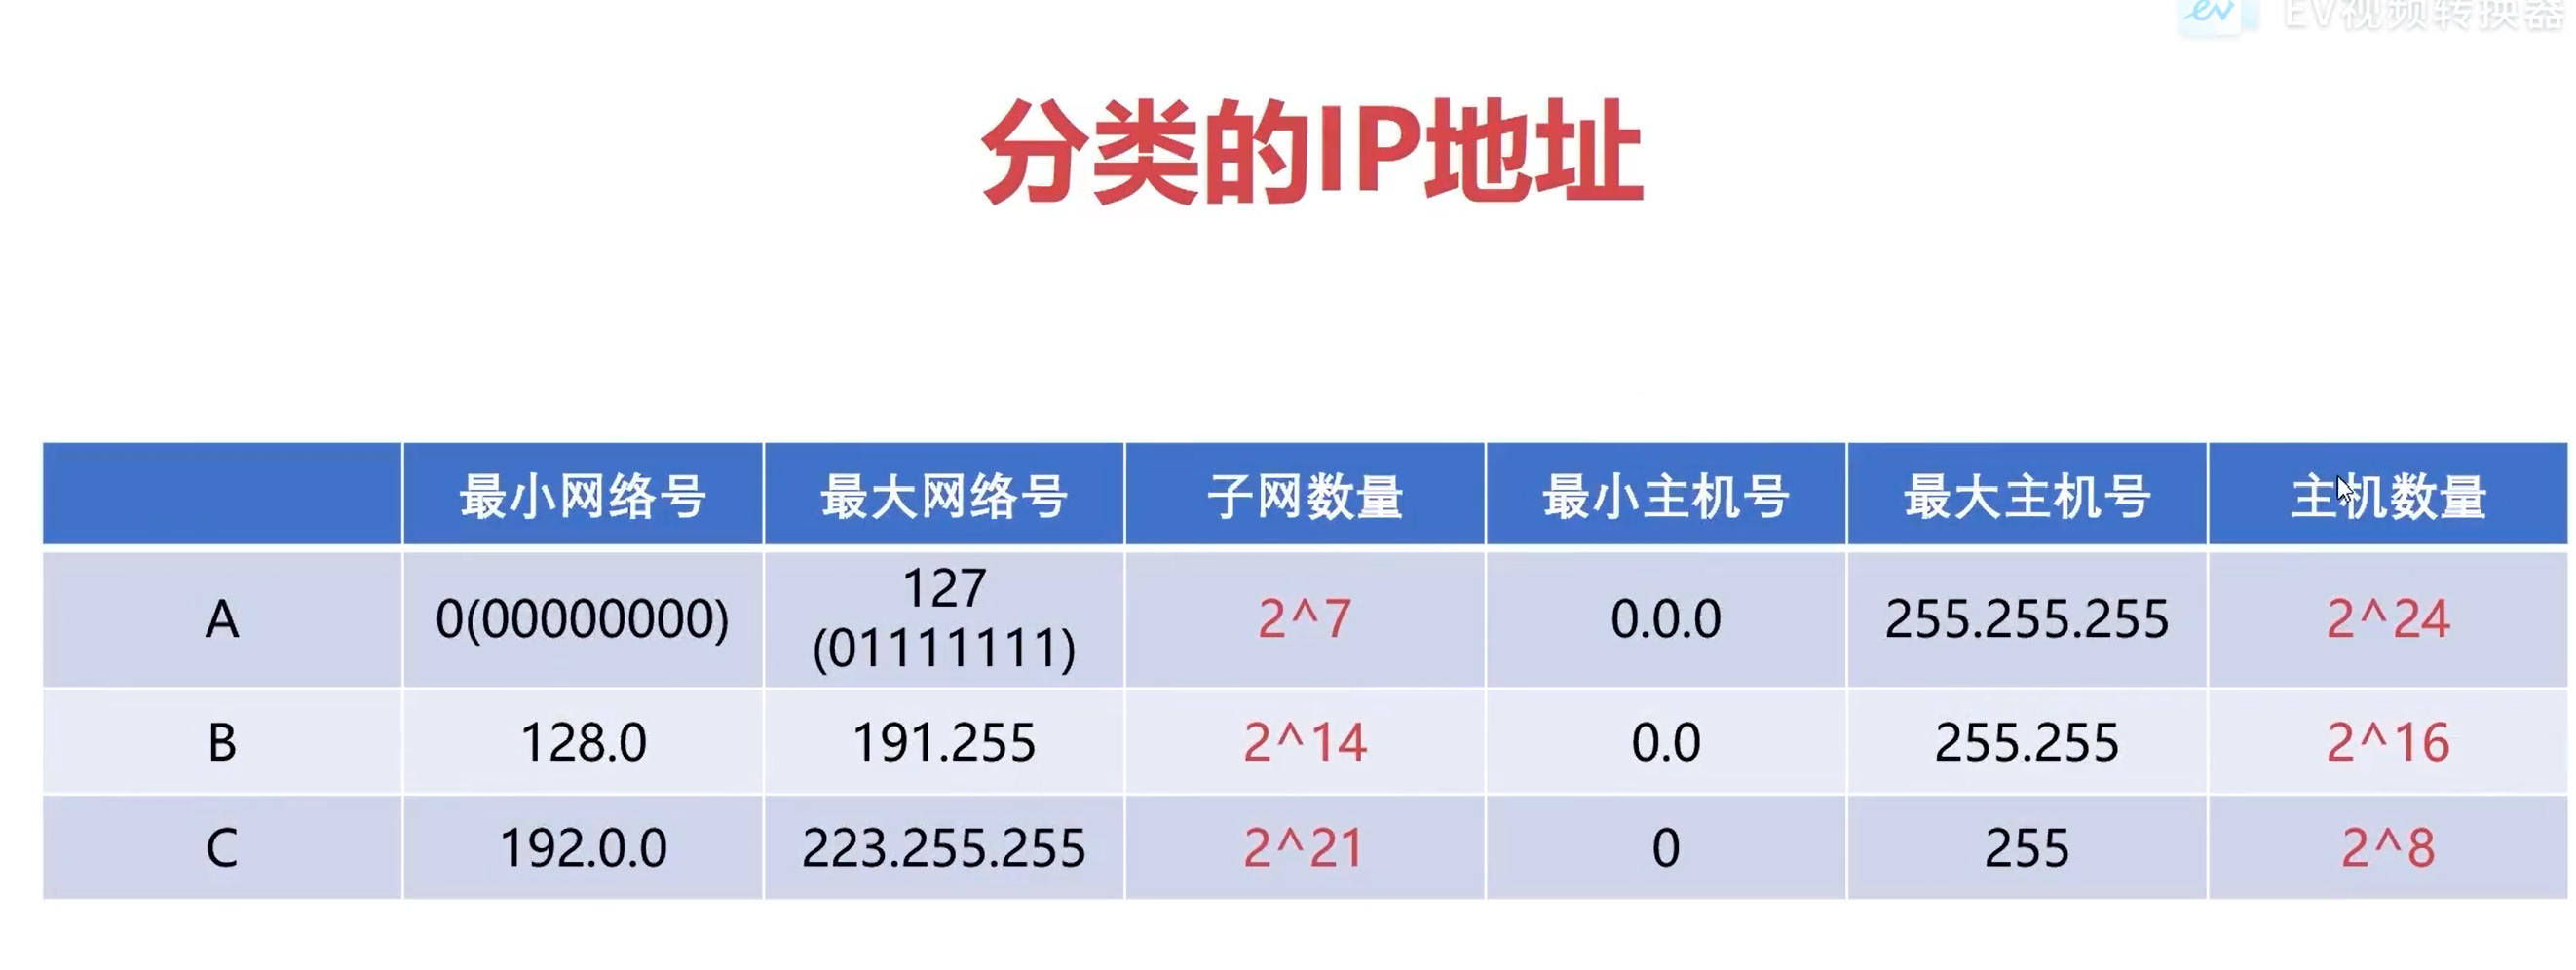 EV视频转换器
分类的IP地址
最小网络号 最大网络号 子网数量 最小主机号 最大主机号 主机数量
A 0(00000000) 127 (01111111) 2^7 0.0.0 255.255.255 2^24
B 128.0 191.255 2^14 0.0 255.255 2^16
C 192.0.0 223.255.255 2^21 0 255 2^8